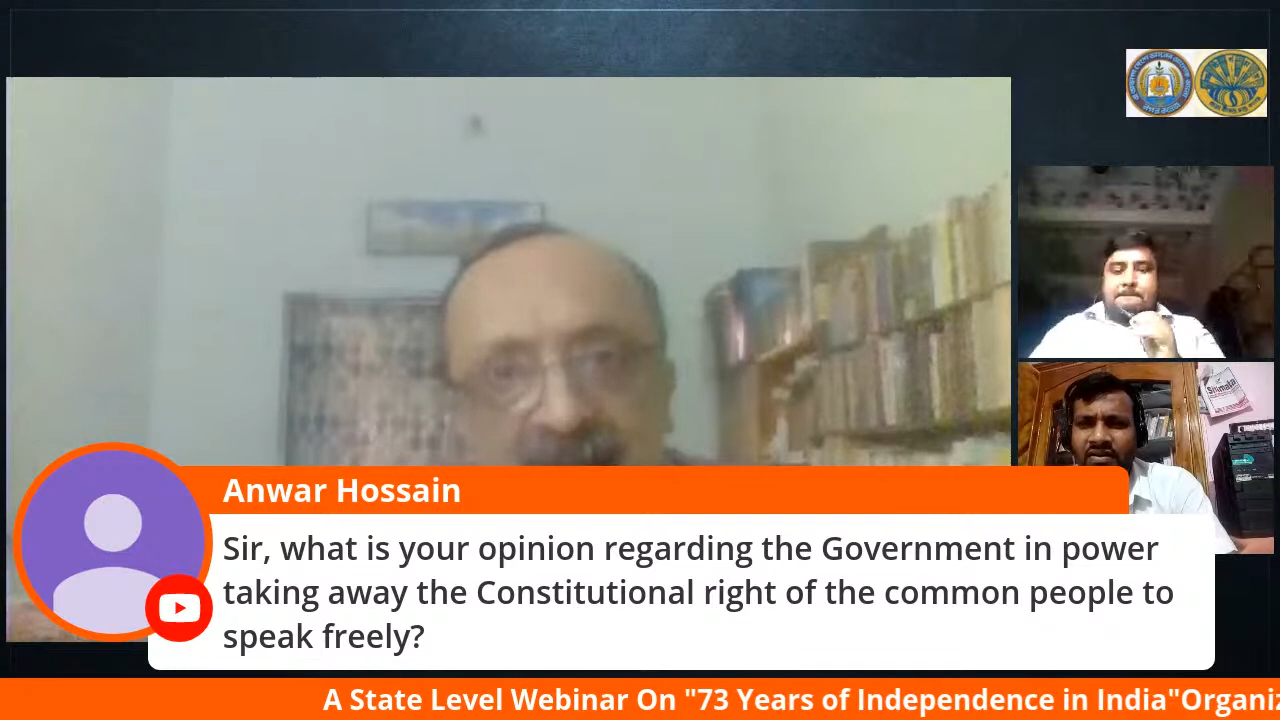 Shimata
Anwar Hossain
Sir, what is your opinion regarding the Government in power
taking away the Constitutional right of the common people to
speak freely?
A State Level Webinar On "73 Years of Independence in India"Organiz